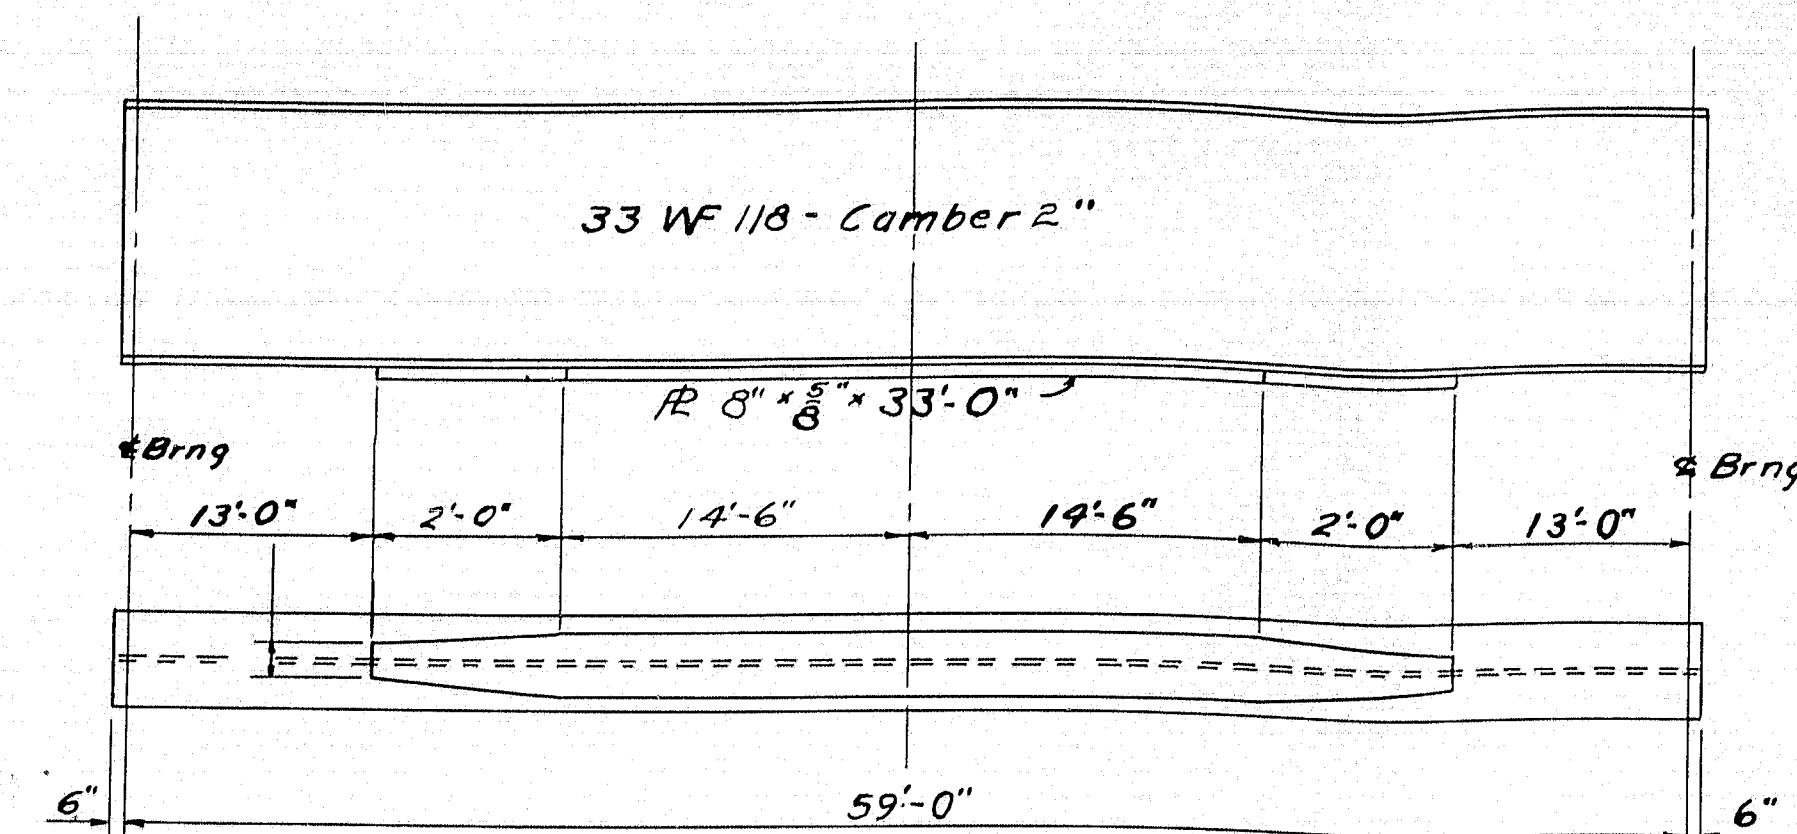 33 WF 118 - Camber 2"
℄ 8" x 5/8" x 33'-0"
℄ Brng
℄ Brng
13'-0" 2'-0" 14'-6" 14'-6" 2'-0" 13'-0"
6" 59'-0" 6"